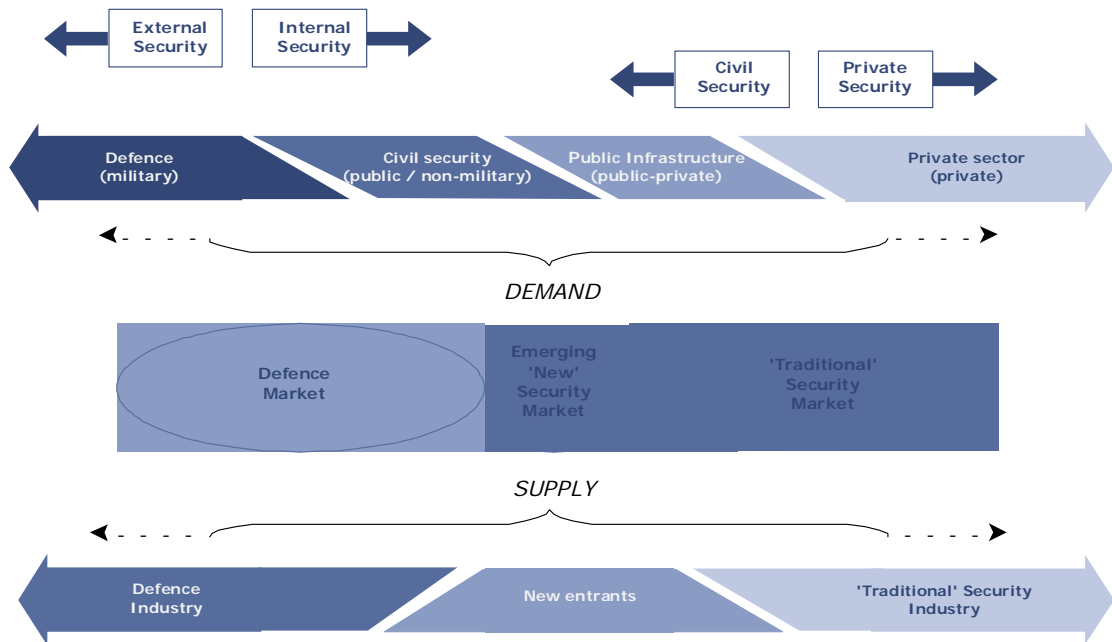 External
Security
Internal
Security
Civil
Security
Private
Security
Defence
(military)
Civil security
(public / non-military)
Public Infrastructure
(public-private)
Private sector
(private)
DEMAND
Defence
Market
Emerging
'New'
Security
Market
'Traditional'
Security
Market
SUPPLY
Defence
Industry
New entrants
'Traditional' Security
Industry